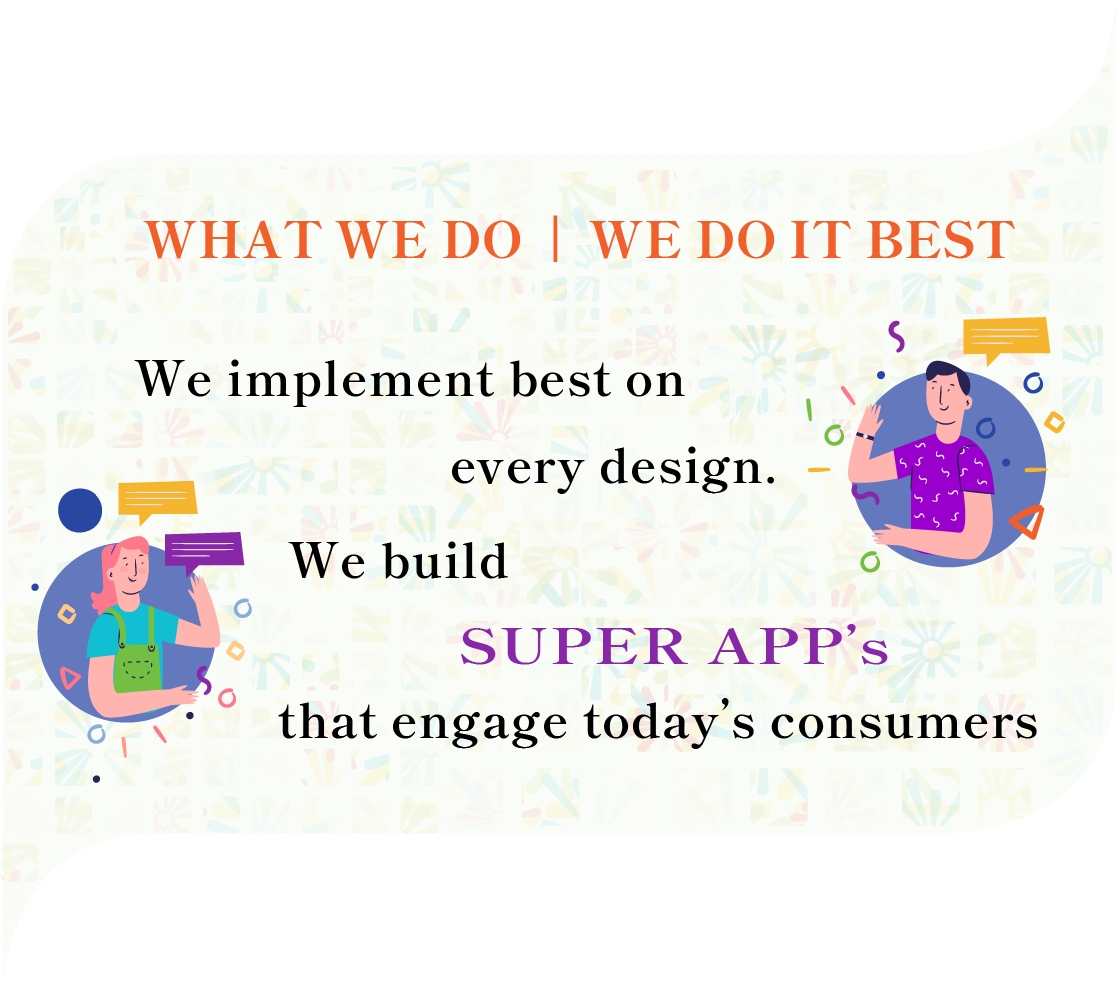 WHAT WE DO | WE DO IT BEST
We implement best on
every design.
We build
SUPER APP’s
that engage today’s consumers